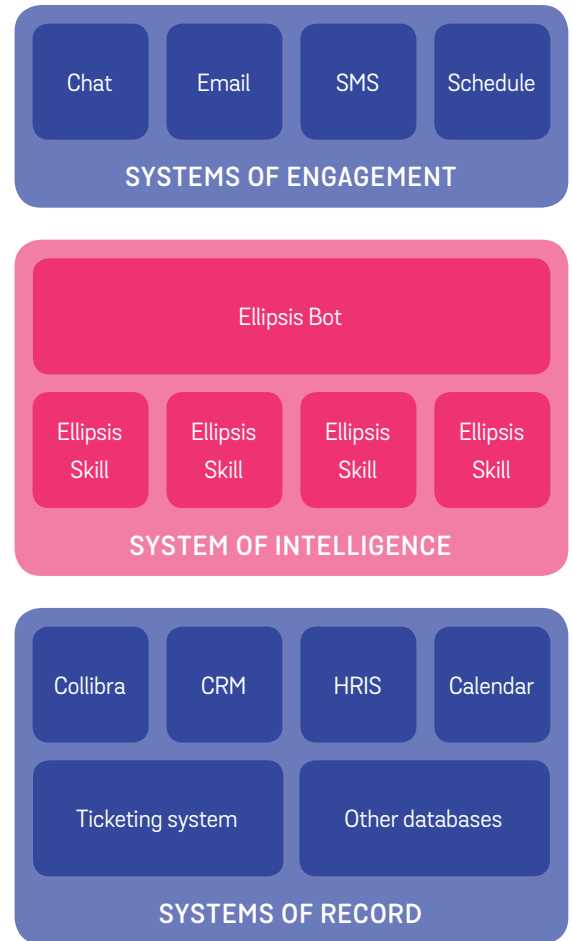 Chat
Email
SMS
Schedule
SYSTEMS OF ENGAGEMENT
Ellipsis Bot
Ellipsis
Skill
Ellipsis
Skill
Ellipsis
Skill
Ellipsis
Skill
SYSTEM OF INTELLIGENCE
Collibra
CRM
HRIS
Calendar
Ticketing system
Other databases
SYSTEMS OF RECORD